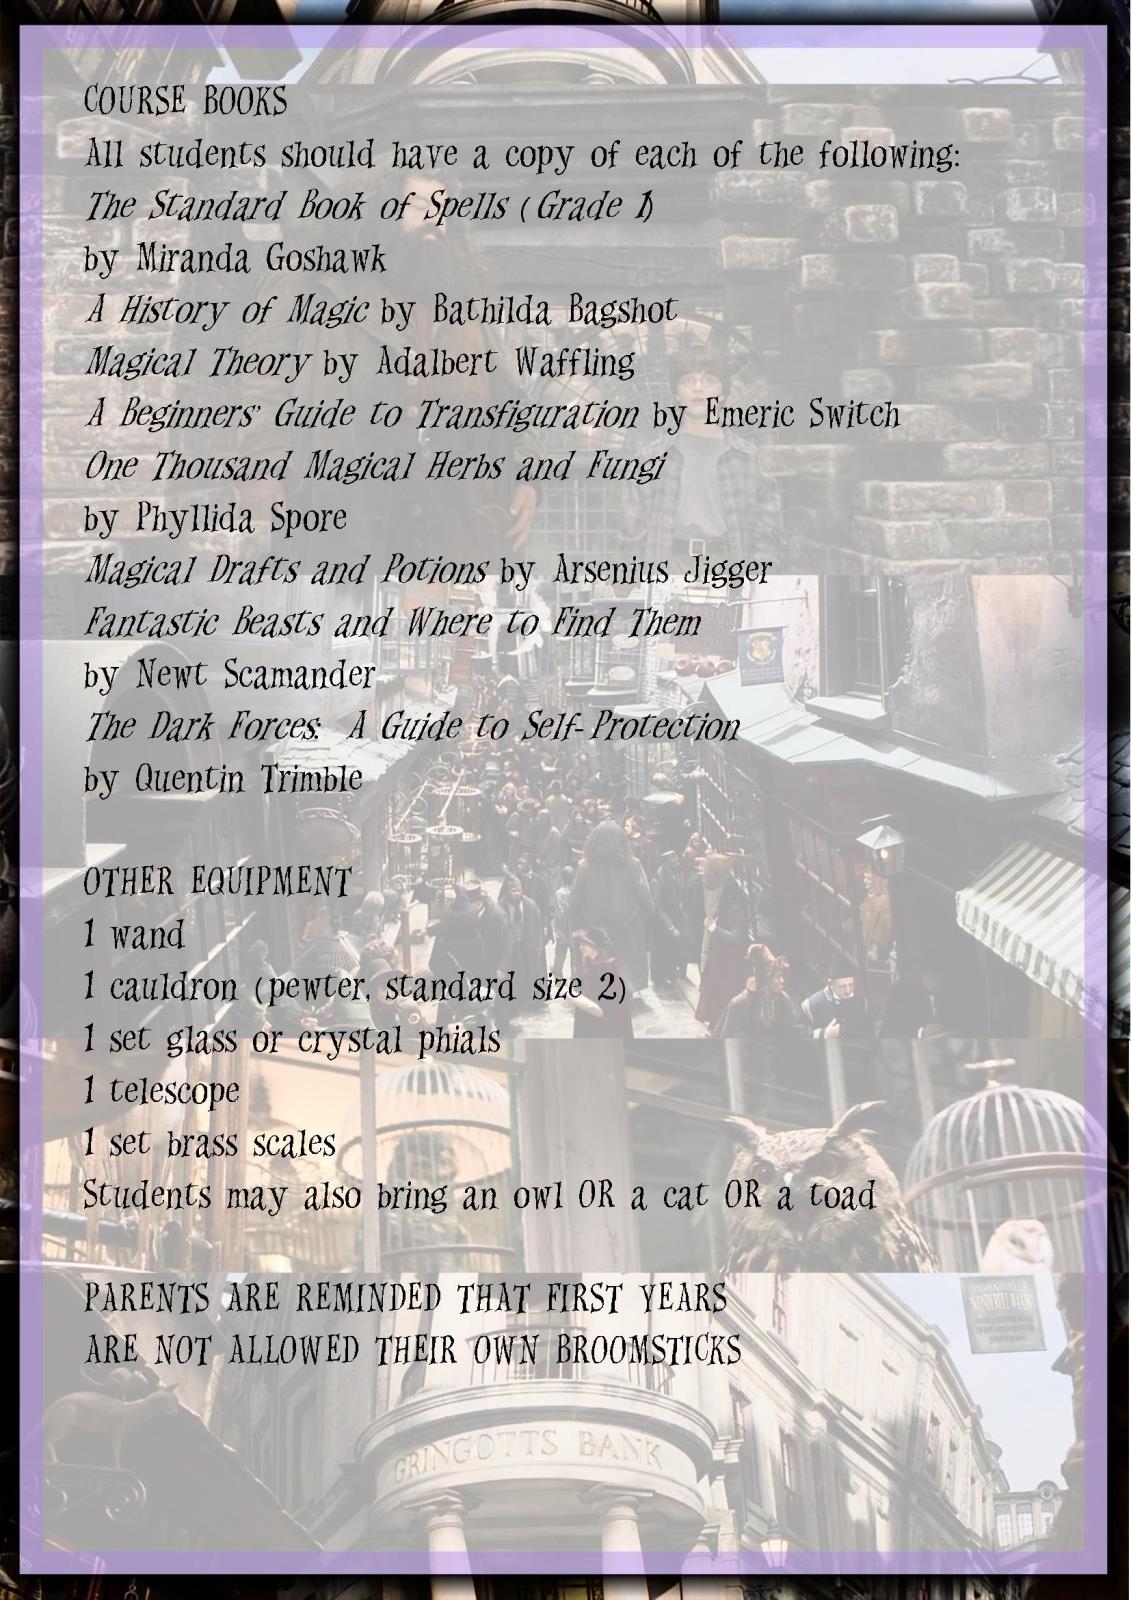 COURSE BOOKS
All students should have a copy of each of the following:
The Standard Book of Spells (Grade 1)
by Miranda Goshawk
A History of Magic by Bathilda Bagshot
Magical Theory by Adalbert Waffling
A Beginners' Guide to Transfiguration by Emeric Switch
One Thousand Magical Herbs and Fungi
by Phyllida Spore
Magical Drafts and Potions by Arsenius Jigger
Fantastic Beasts and Where to Find Them
by Newt Scamander
The Dark Forces: A Guide to Self-Protection
by Quentin Trimble
OTHER EQUIPMENT
1 wand
1 cauldron (pewter, standard size 2)
1 set glass or crystal phials
1 telescope
1 set brass scales
Students may also bring an owl OR a cat OR a toad
PARENTS ARE REMINDED THAT FIRST YEARS
ARE NOT ALLOWED THEIR OWN BROOMSTICKS
GRINGOTTS BANK